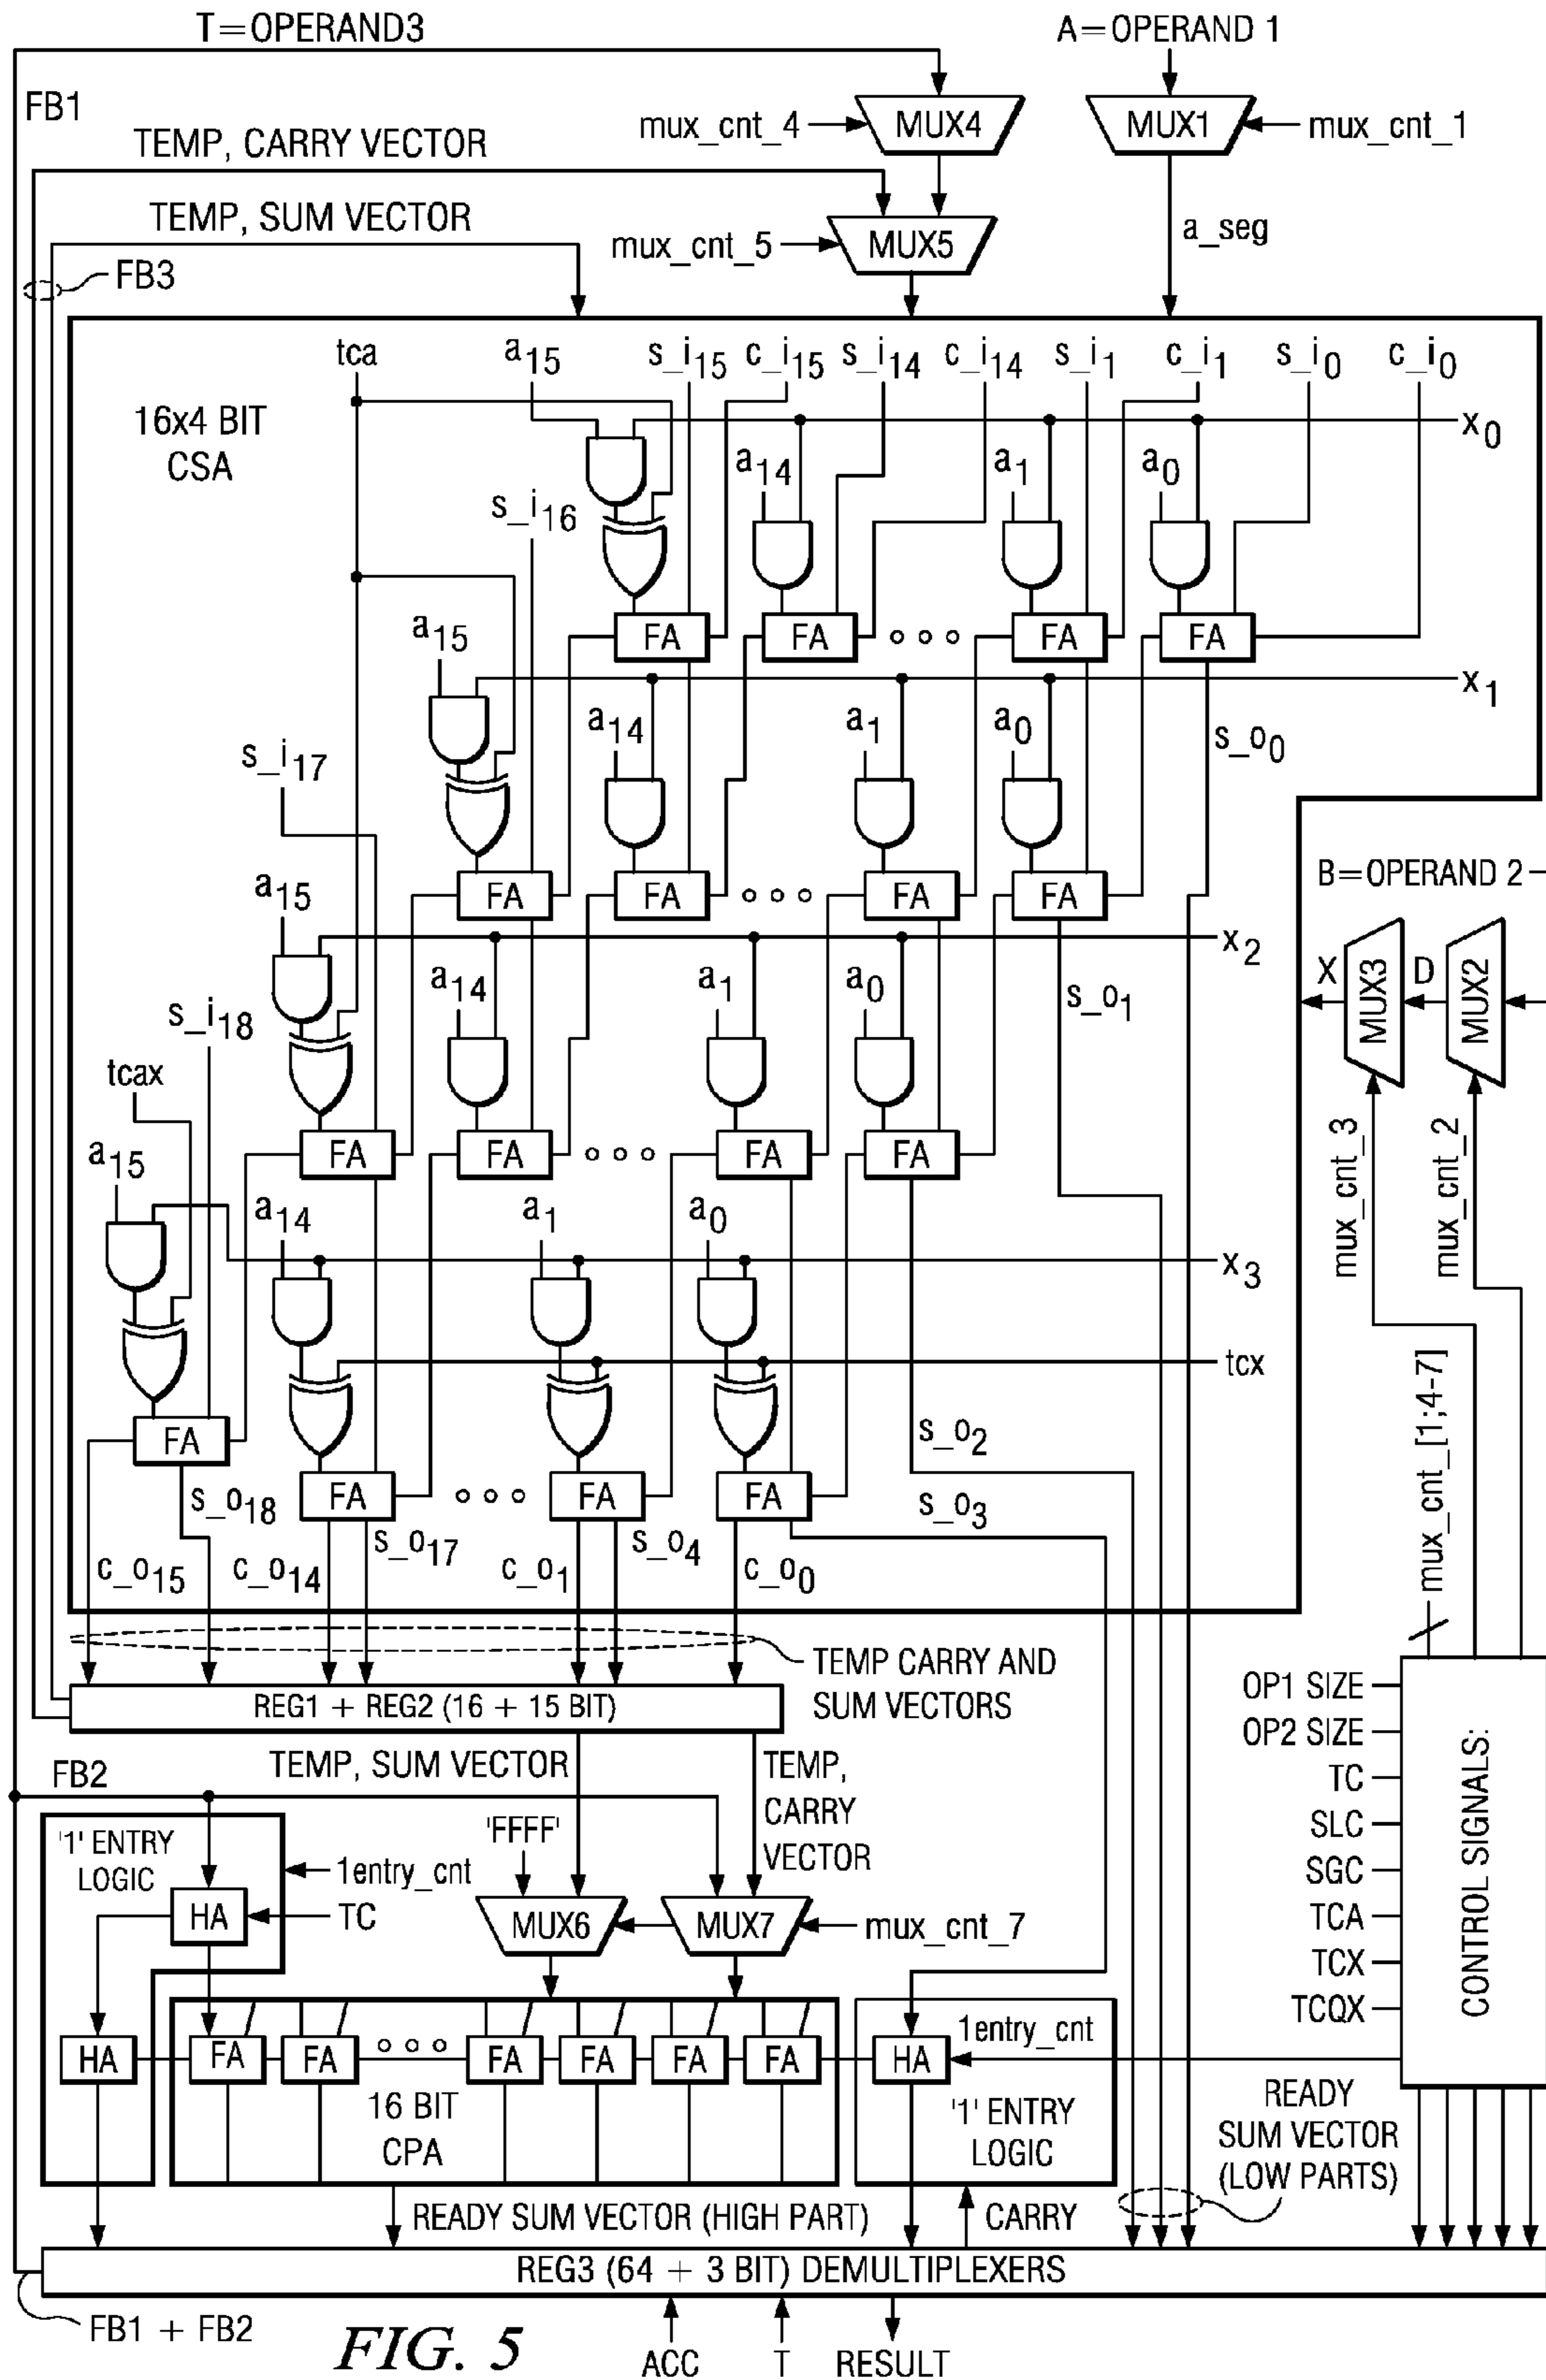 T=OPERAND3
A=OPERAND 1
FB1
mux_cnt_4
MUX4
MUX1
mux_cnt_1
TEMP, CARRY VECTOR
TEMP, SUM VECTOR
mux_cnt_5
MUX5
a_seg
FB3
tca
a15
s_i15
c_i15
s_i14
c_i14
s_i1
c_i1
s_i0
c_i0
16x4 BIT
CSA
x0
a14
a1
a0
s_i16
FA
FA
FA
FA
a15
x1
a14
a1
a0
s_o0
s_i17
FA
FA
FA
FA
B=OPERAND 2
a15
x2
X
MUX3
D
MUX2
a14
a1
a0
s_o1
s_i18
tcax
FA
FA
FA
FA
mux_cnt_3
mux_cnt_2
a15
a14
a1
a0
x3
tcx
FA
s_o2
mux_cnt_[1;4-7]
FA
FA
FA
s_o18
s_o3
s_o17
s_o4
c_o15
c_o14
c_o1
c_o0
TEMP CARRY AND
SUM VECTORS
REG1 + REG2 (16 + 15 BIT)
OP1 SIZE
OP2 SIZE
TC
SLC
SGC
TCA
TCX
TCQX
CONTROL SIGNALS:
TEMP, SUM VECTOR
TEMP,
CARRY
VECTOR
FB2
'1' ENTRY
LOGIC
'FFFF'
1entry_cnt
HA
TC
MUX6
MUX7
mux_cnt_7
1entry_cnt
HA
FA
FA
FA
FA
FA
FA
HA
16 BIT
CPA
'1' ENTRY
LOGIC
READY
SUM VECTOR
(LOW PARTS)
READY SUM VECTOR (HIGH PART)
CARRY
REG3 (64 + 3 BIT) DEMULTIPLEXERS
FB1 + FB2
FIG. 5
ACC
T
RESULT